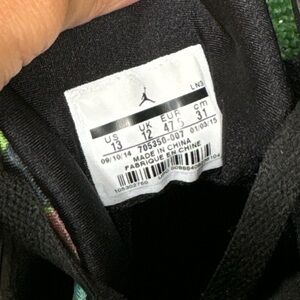 LN3
US UK EUR cm
13 12 47.5 31
09/10/14 705350-007 01/03/15
MADE IN CHINA
FABRIQUE EN CHINE